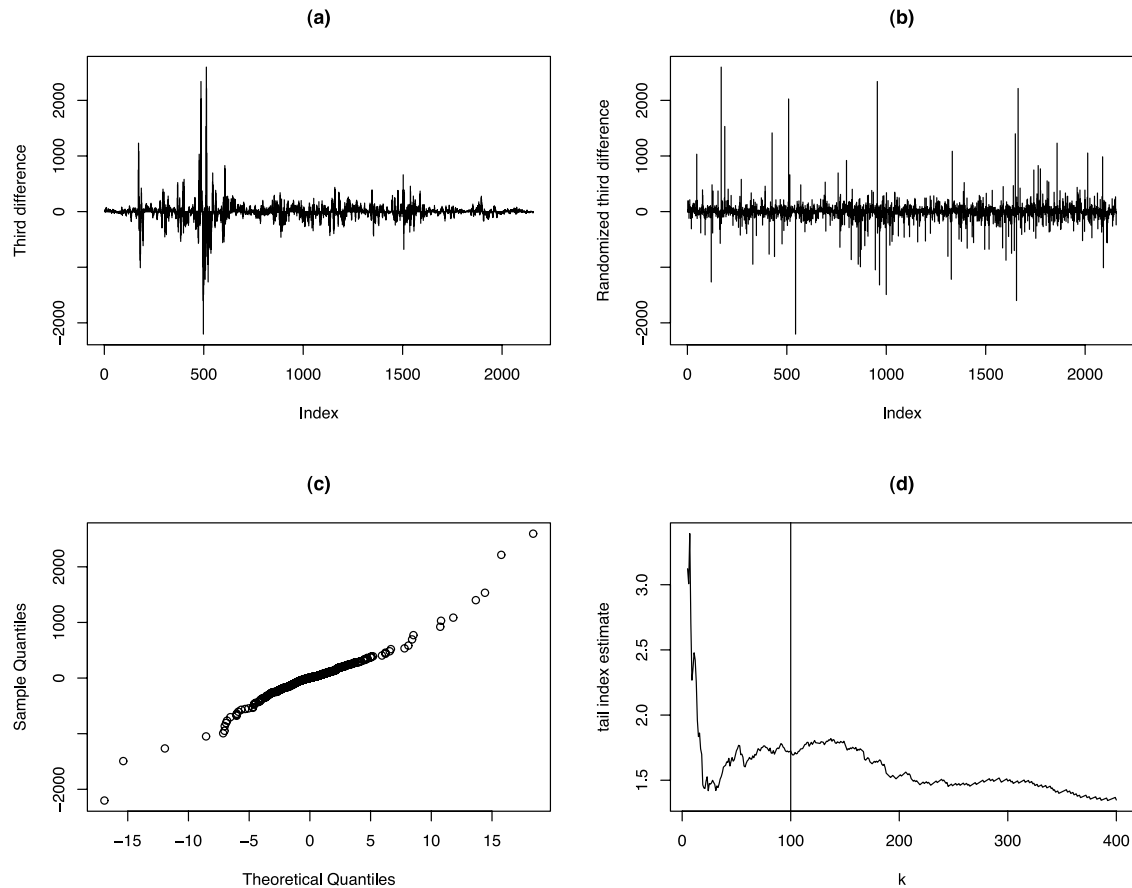 (a)
Third difference
2000
1000
0
−2000
0 500 1000 1500 2000
Index
(b)
Randomized third difference
2000
1000
0
−2000
0 500 1000 1500 2000
Index
(c)
Sample Quantiles
2000
1000
0
−2000
−15 −10 −5 0 5 10 15
Theoretical Quantiles
(d)
tail index estimate
3.0
2.5
2.0
1.5
0 100 200 300 400
k